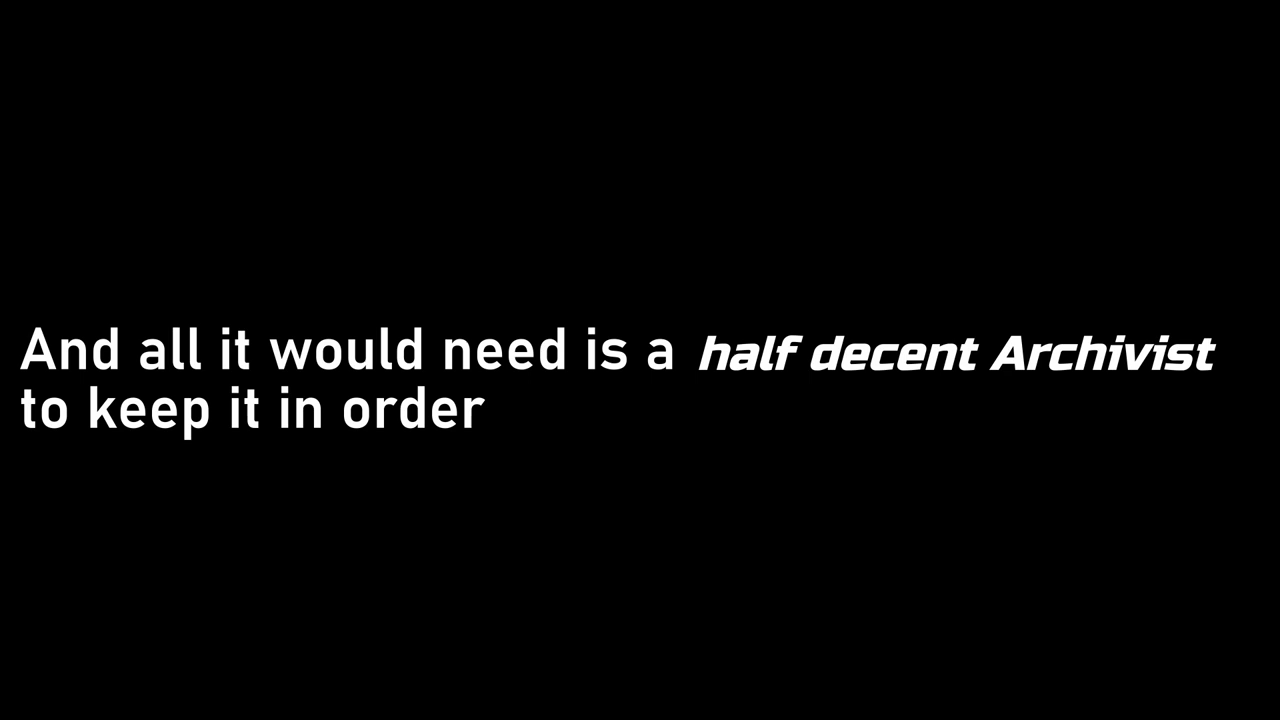 And all it would need is a half decent Archivist
to keep it in order